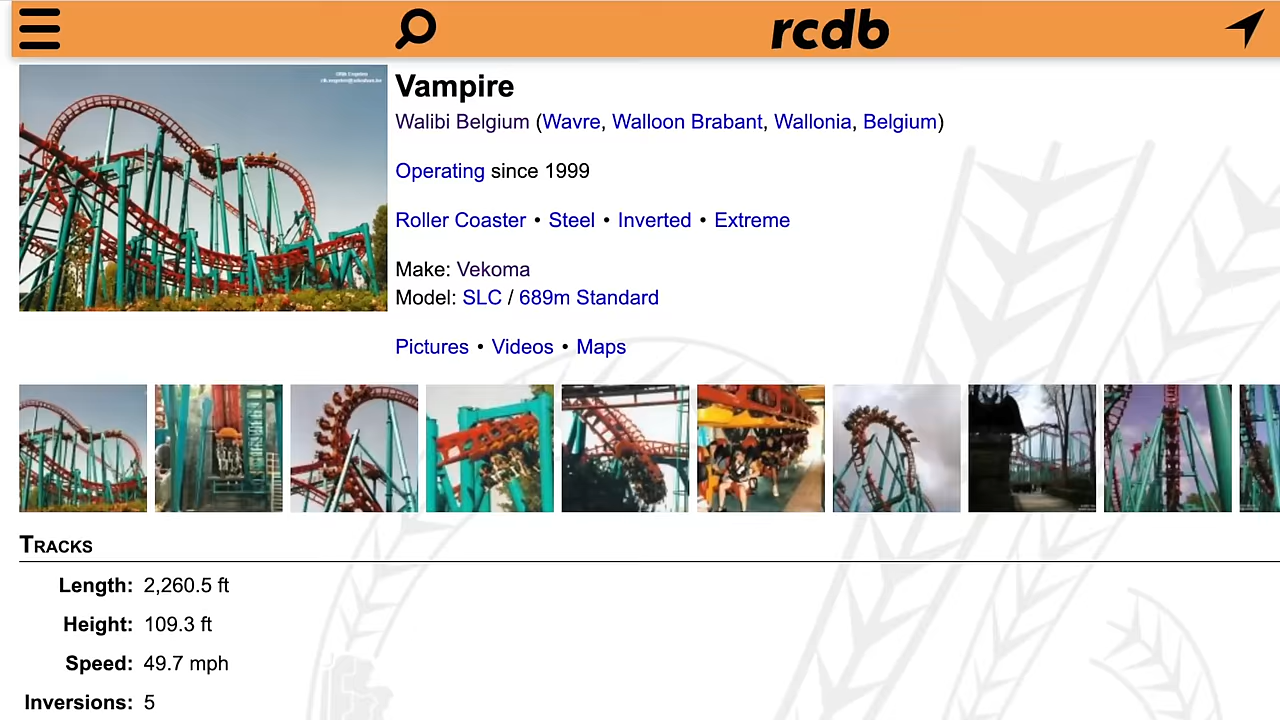 rcdb
Vampire
Walibi Belgium (Wavre, Walloon Brabant, Wallonia, Belgium)
Operating since 1999
Roller Coaster • Steel • Inverted • Extreme
Make: Vekoma
Model: SLC / 689m Standard
Pictures • Videos • Maps
Tracks
Length: 2,260.5 ft
Height: 109.3 ft
Speed: 49.7 mph
Inversions: 5